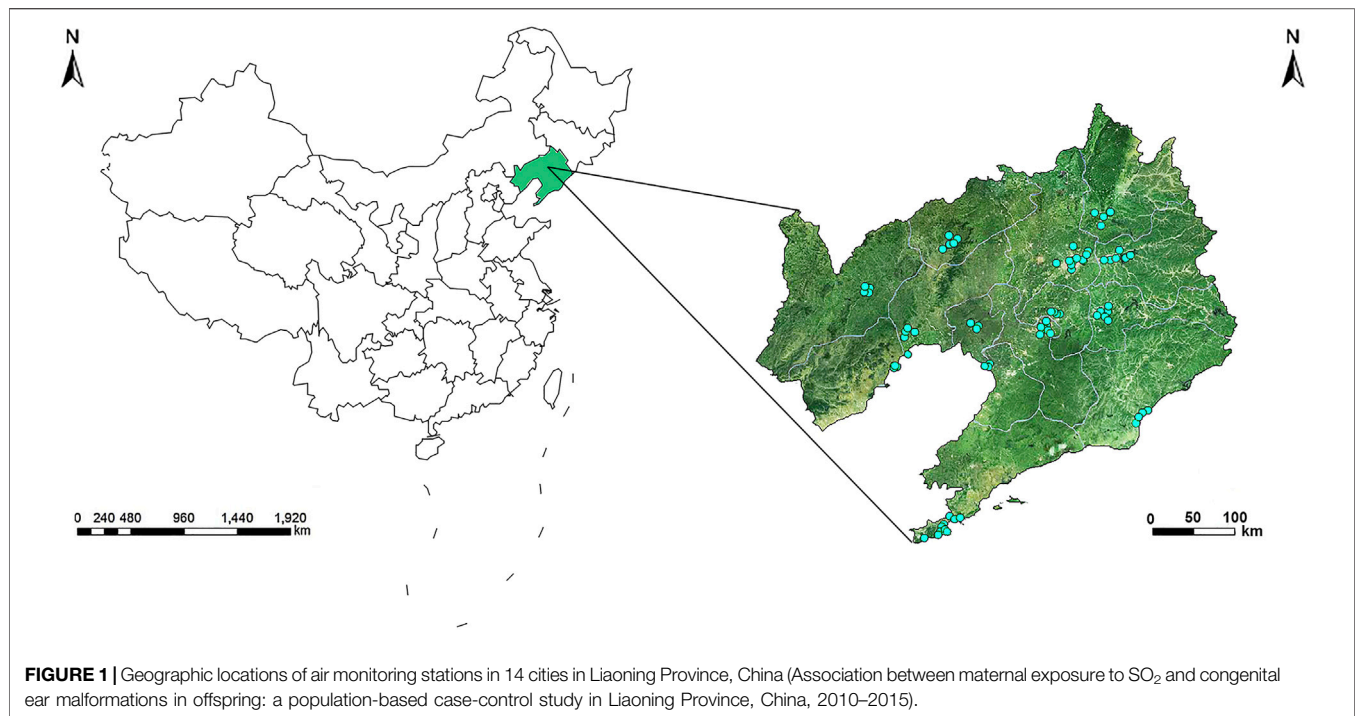 N
N
0 240 480 960 1,440 1,920
km
0 50 100
km
FIGURE 1 | Geographic locations of air monitoring stations in 14 cities in Liaoning Province, China (Association between maternal exposure to SO₂ and congenital
ear malformations in offspring: a population-based case-control study in Liaoning Province, China, 2010–2015).